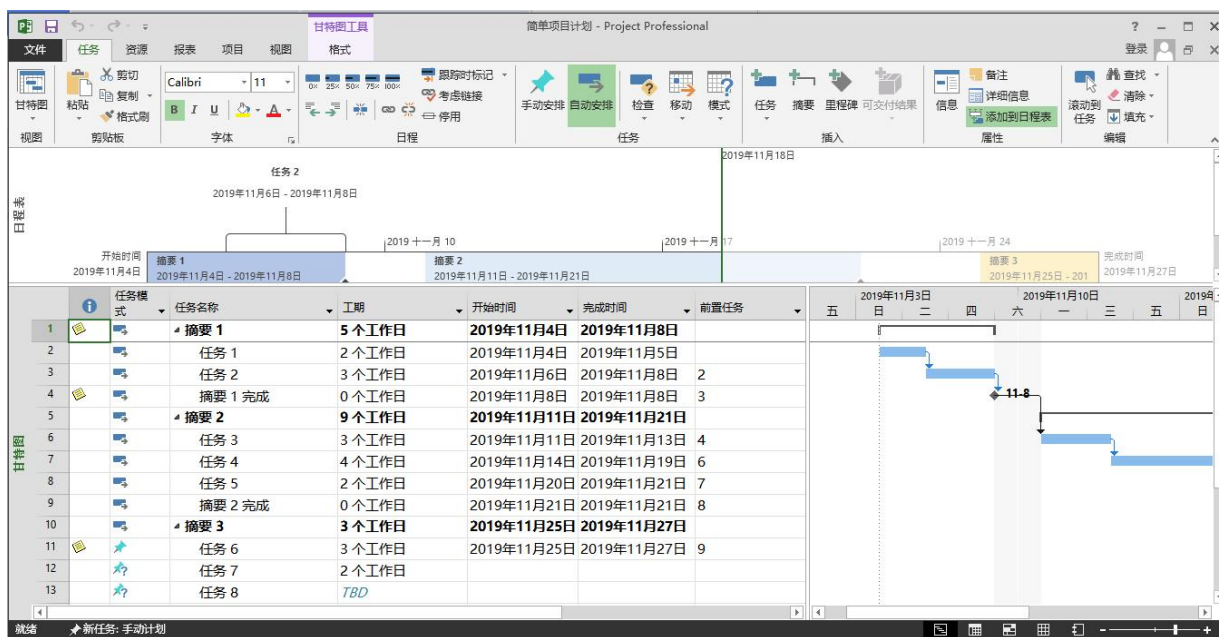 甘特图工具
简单项目计划 - Project Professional
文件 任务 资源 报表 项目 视图 格式 登录
甘特图
视图
粘贴
剪切
复制
格式刷
剪贴板
Calibri 11
B I U A
字体
0% 25% 50% 75% 100%
跟踪时标记
考虑链接
停用
日程
手动安排 自动安排 检查 移动 模式
任务
任务 摘要 里程碑 可交付结果
插入
信息
备注
详细信息
添加到日程表
属性
滚动到任务
查找
清除
填充
编辑
日程表
2019年11月18日
任务 2
2019年11月6日 - 2019年11月8日
2019 十一月 10 2019 十一月 17 2019 十一月 24
开始时间
2019年11月4日
摘要 1
2019年11月4日 - 2019年11月8日
摘要 2
2019年11月11日 - 2019年11月21日
摘要 3
2019年11月25日 - 201
完成时间
2019年11月27日
任务模式 任务名称 工期 开始时间 完成时间 前置任务
2019年11月3日 2019年11月10日 2019年
五 日 二 四 六 一 三 五 日
1 摘要 1 5 个工作日 2019年11月4日 2019年11月8日
2 任务 1 2 个工作日 2019年11月4日 2019年11月5日
3 任务 2 3 个工作日 2019年11月6日 2019年11月8日 2
4 摘要 1 完成 0 个工作日 2019年11月8日 2019年11月8日 3
11-8
5 摘要 2 9 个工作日 2019年11月11日 2019年11月21日
6 任务 3 3 个工作日 2019年11月11日 2019年11月13日 4
7 任务 4 4 个工作日 2019年11月14日 2019年11月19日 6
8 任务 5 2 个工作日 2019年11月20日 2019年11月21日 7
9 摘要 2 完成 0 个工作日 2019年11月21日 2019年11月21日 8
10 摘要 3 3 个工作日 2019年11月25日 2019年11月27日
11 任务 6 3 个工作日 2019年11月25日 2019年11月27日 9
12 任务 7 2 个工作日
13 任务 8 TBD
甘特图
就绪 新任务: 手动计划